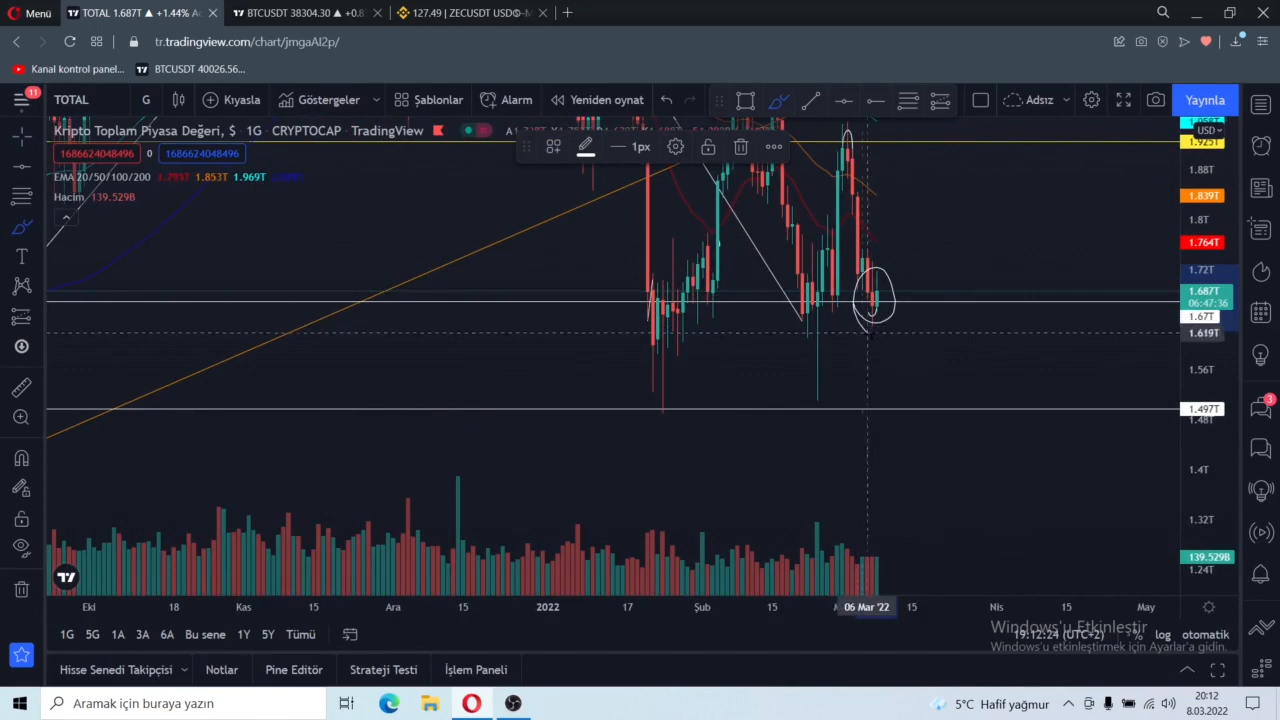 Menü
TOTAL 1.687T ▲ +1.44% A
BTCUSDT 38304.30 ▲ +0.8
127.49 | ZECUSDT USDⓈ-M
tr.tradingview.com/chart/jmgaAI2p/
Kanal kontrol panel...
BTCUSDT 40026.56...
11
TOTAL
G
Kıyasla
Göstergeler
Şablonlar
Alarm
Yeniden oynat
Adsız
Yayınla
Kripto Toplam Piyasa Değeri, $ · 1G · CRYPTOCAP · TradingView
USD
1.925T
1686624048496
0
1686624048496
1px
EMA 20/50/100/200
1.793T
1.853T
1.969T
Hacim
139.529B
1.88T
1.839T
1.8T
1.764T
1.72T
1.687T
06:47:36
1.67T
1.619T
1.56T
1.497T
1.48T
1.4T
1.32T
139.529B
1.24T
3
Eki
18
Kas
15
Ara
15
2022
17
Şub
15
06 Mar '22
15
Nis
15
May
1G
5G
1A
3A
6A
Bu sene
1Y
5Y
Tümü
19:12:24 (UTC+2)
%
log
otomatik
Windows'u Etkinleştir
Windows'u etkinleştirmek için Ayarlar'a gidin.
Hisse Senedi Takipçisi
Notlar
Pine Editör
Strateji Testi
İşlem Paneli
Aramak için buraya yazın
5°C Hafif yağmur
20:12
8.03.2022